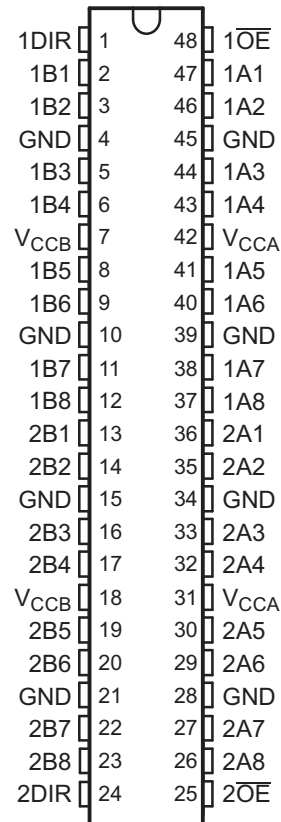 1DIR 1 48 1O̅E̅
1B1 2 47 1A1
1B2 3 46 1A2
GND 4 45 GND
1B3 5 44 1A3
1B4 6 43 1A4
VCCB 7 42 VCCA
1B5 8 41 1A5
1B6 9 40 1A6
GND 10 39 GND
1B7 11 38 1A7
1B8 12 37 1A8
2B1 13 36 2A1
2B2 14 35 2A2
GND 15 34 GND
2B3 16 33 2A3
2B4 17 32 2A4
VCCB 18 31 VCCA
2B5 19 30 2A5
2B6 20 29 2A6
GND 21 28 GND
2B7 22 27 2A7
2B8 23 26 2A8
2DIR 24 25 2O̅E̅